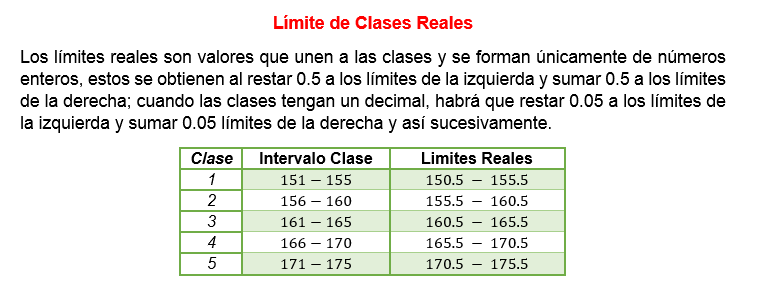 Límite de Clases Reales
Los límites reales son valores que unen a las clases y se forman únicamente de números
enteros, estos se obtienen al restar 0.5 a los límites de la izquierda y sumar 0.5 a los límites
de la derecha; cuando las clases tengan un decimal, habrá que restar 0.05 a los límites de
la izquierda y sumar 0.05 límites de la derecha y así sucesivamente.
Clase Intervalo Clase Limites Reales
1 151 – 155 150.5 – 155.5
2 156 – 160 155.5 – 160.5
3 161 – 165 160.5 – 165.5
4 166 – 170 165.5 – 170.5
5 171 – 175 170.5 – 175.5